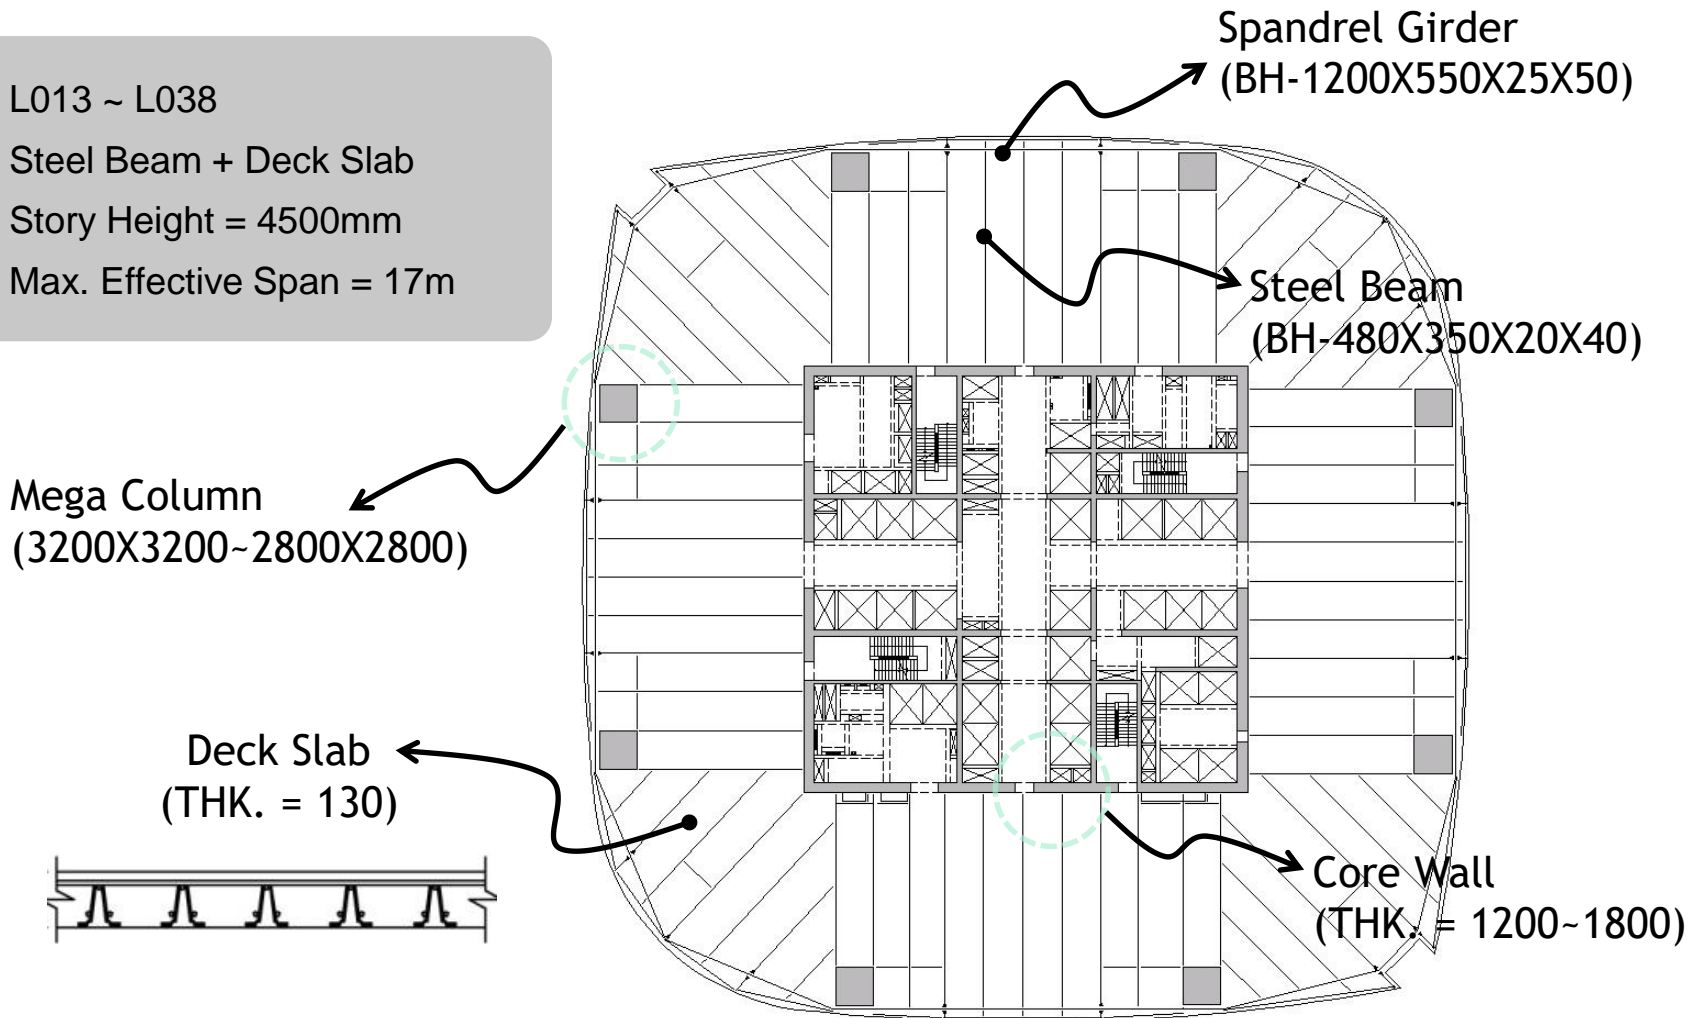 Spandrel Girder
(BH-1200X550X25X50)
L013 ~ L038
Steel Beam + Deck Slab
Story Height = 4500mm
Max. Effective Span = 17m
Steel Beam
(BH-480X350X20X40)
Mega Column
(3200X3200~2800X2800)
Deck Slab
(THK. = 130)
Core Wall
(THK. = 1200~1800)